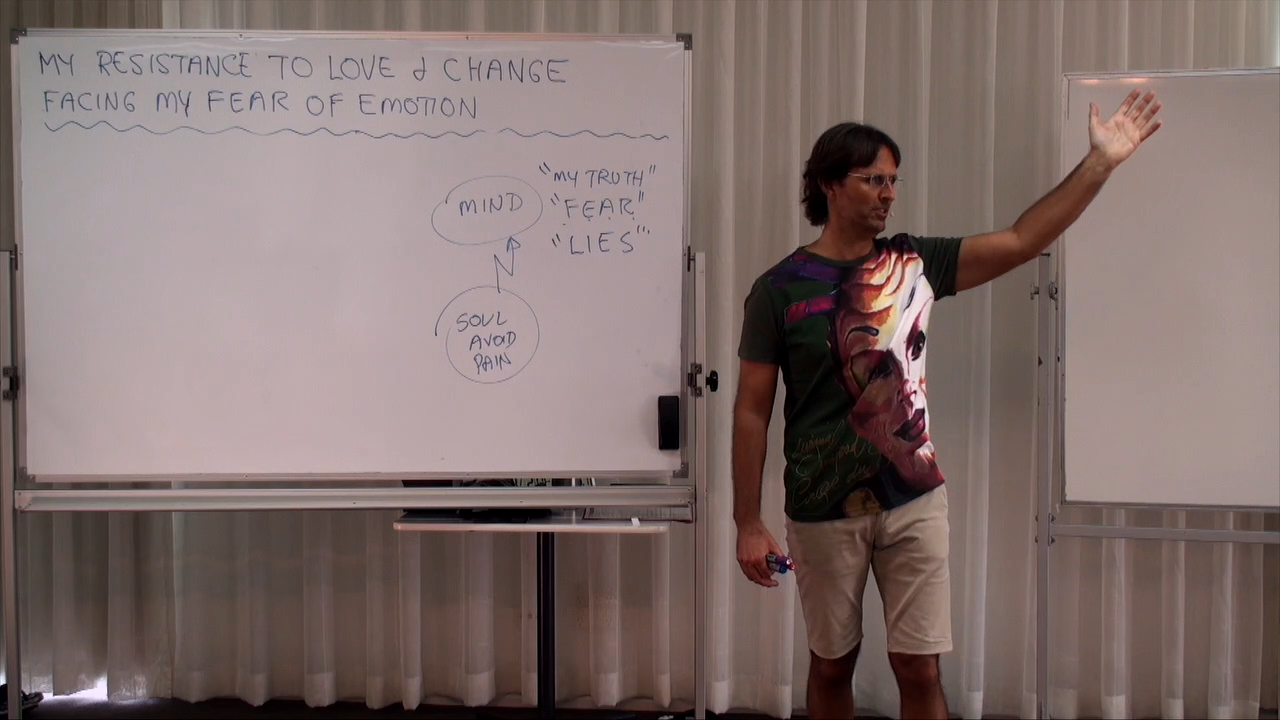 MY RESISTANCE TO LOVE & CHANGE
FACING MY FEAR OF EMOTION
MIND
"MY TRUTH"
"FEAR"
"LIES"
SOUL
AVOID
PAIN